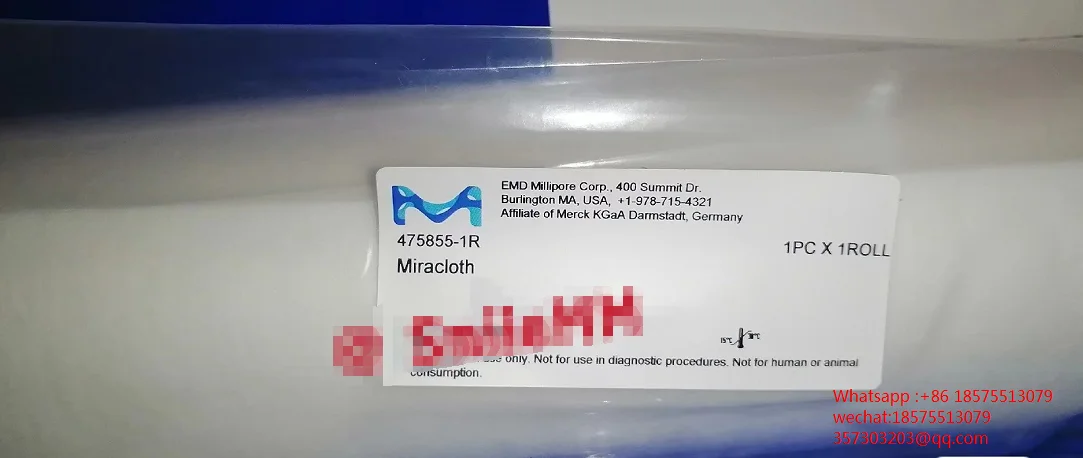 EMD Millipore Corp., 400 Summit Dr.
Burlington MA, USA, +1-978-715-4321
Affiliate of Merck KGaA Darmstadt, Germany
475855-1R
Miracloth
1PC X 1ROLL
15°C
only. Not for use in diagnostic procedures. Not for human or animal
consumption.
Whatsapp :+86 18575513079
wechat:18575513079
357303203@qq.com